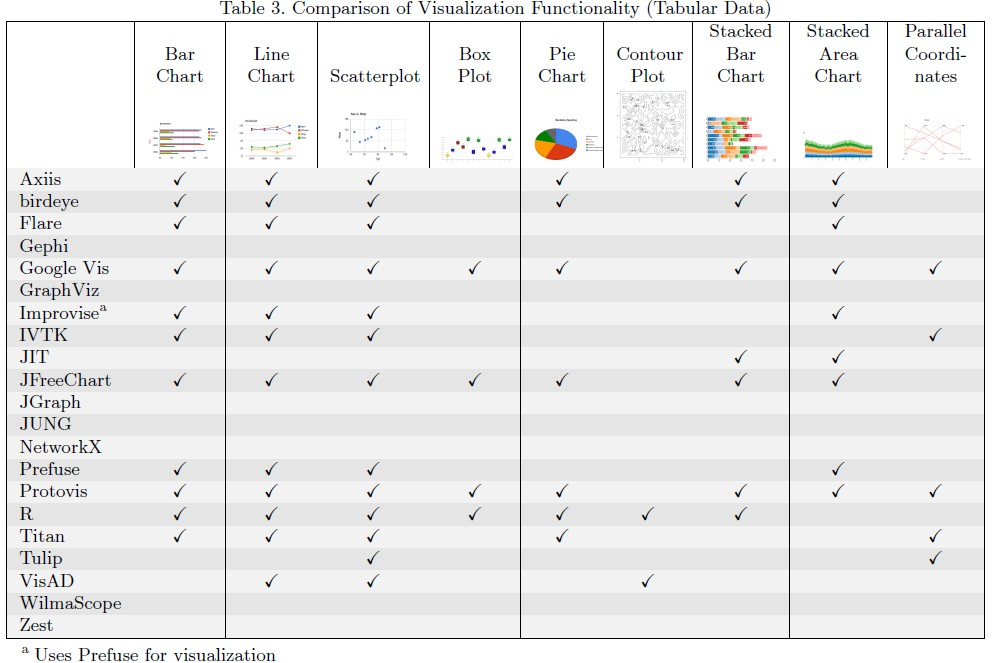 Table 3. Comparison of Visualization Functionality (Tabular Data)
Bar Chart | Line Chart | Scatterplot | Box Plot | Pie Chart | Contour Plot | Stacked Bar Chart | Stacked Area Chart | Parallel Coordi-nates
Axiis ✓ ✓ ✓ ✓ ✓ ✓
birdeye ✓ ✓ ✓ ✓ ✓ ✓
Flare ✓ ✓ ✓ ✓
Gephi
Google Vis ✓ ✓ ✓ ✓ ✓ ✓ ✓ ✓
GraphViz
Improviseᵃ ✓ ✓ ✓ ✓
IVTK ✓ ✓ ✓ ✓
JIT ✓ ✓
JFreeChart ✓ ✓ ✓ ✓ ✓ ✓ ✓
JGraph
JUNG
NetworkX
Prefuse ✓ ✓ ✓ ✓
Protovis ✓ ✓ ✓ ✓ ✓ ✓ ✓ ✓
R ✓ ✓ ✓ ✓ ✓ ✓ ✓
Titan ✓ ✓ ✓ ✓ ✓
Tulip ✓ ✓
VisAD ✓ ✓ ✓
WilmaScope
Zest
ᵃ Uses Prefuse for visualization